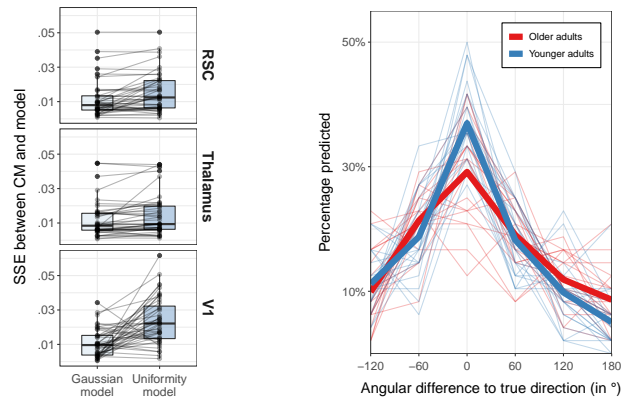 SSE between CM and model
.05
.03
.01
RSC
.05
.03
.01
Thalamus
.05
.03
.01
V1
Gaussian model
Uniformity model
Percentage predicted
50%
30%
10%
Older adults
Younger adults
−120
−60
0
60
120
180
Angular difference to true direction (in °)